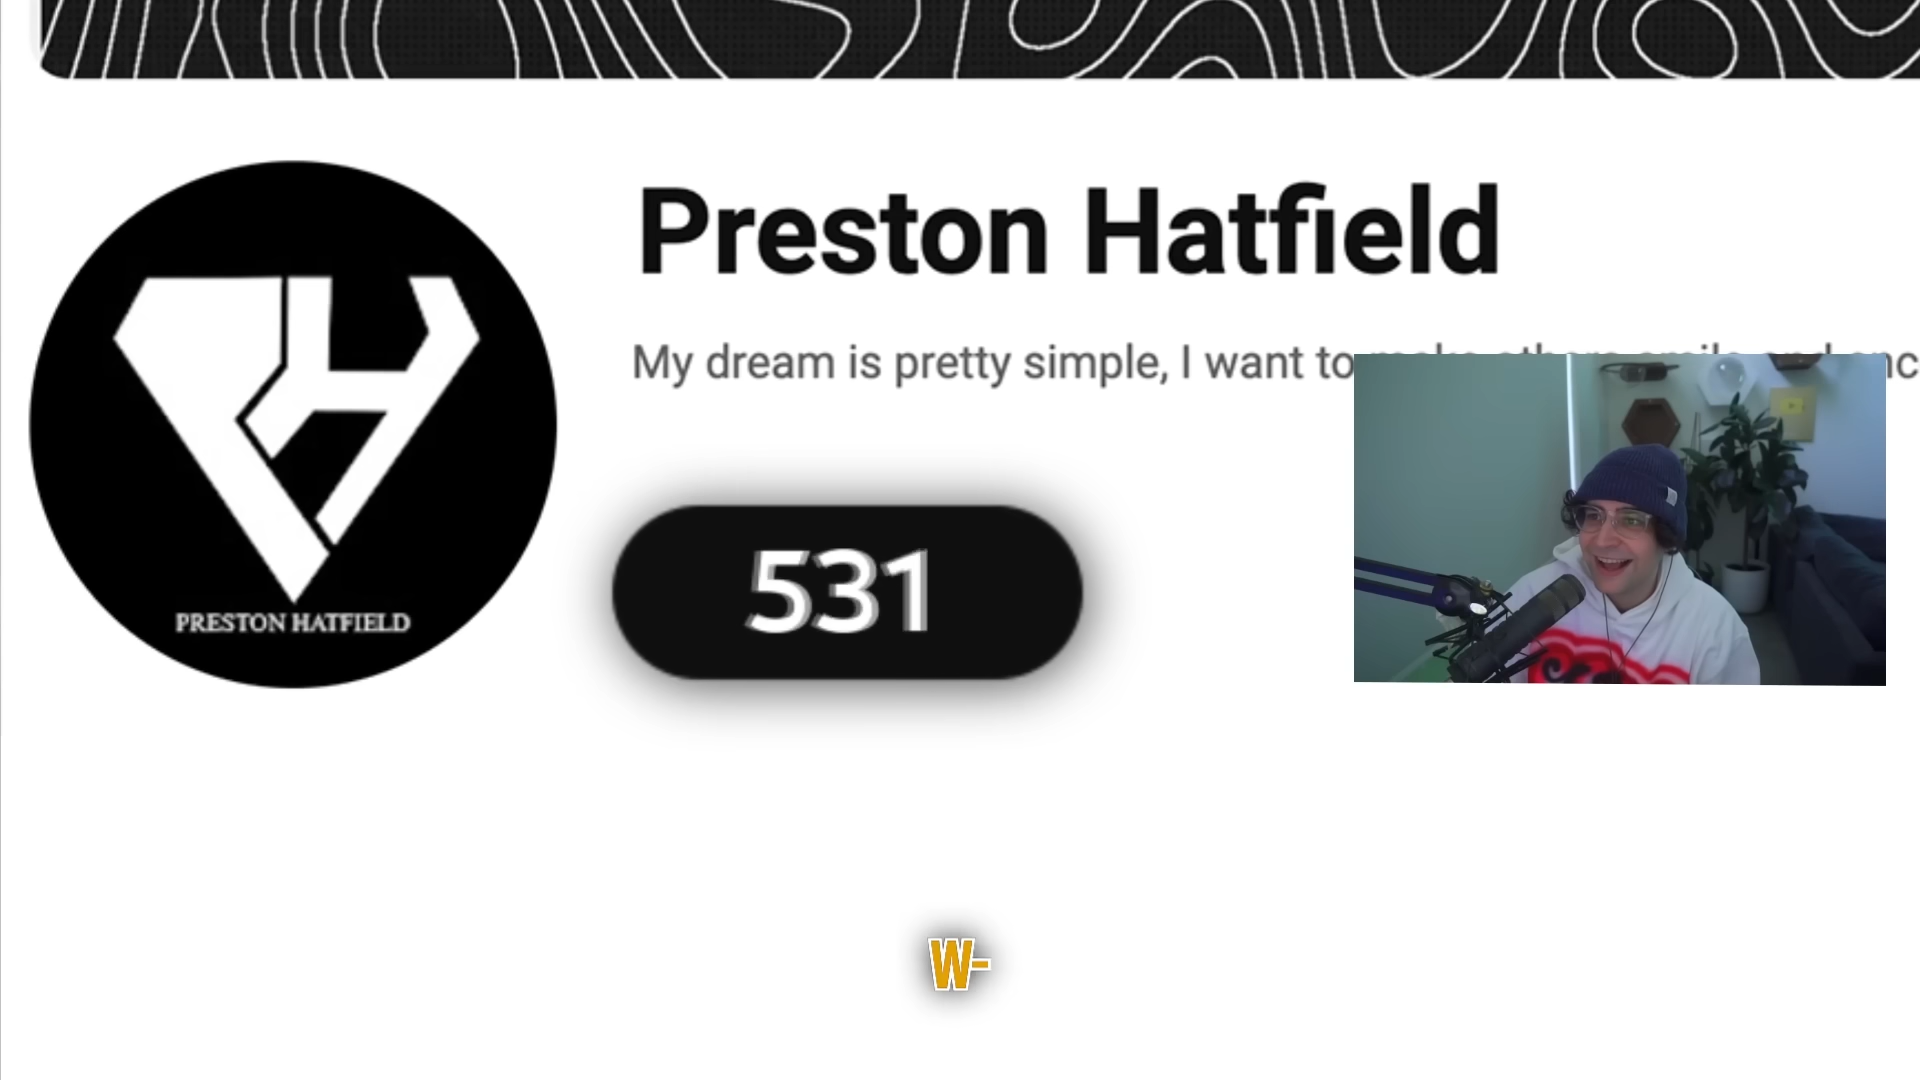 Preston Hatfield
My dream is pretty simple, I want to
PRESTON HATFIELD
531
W-